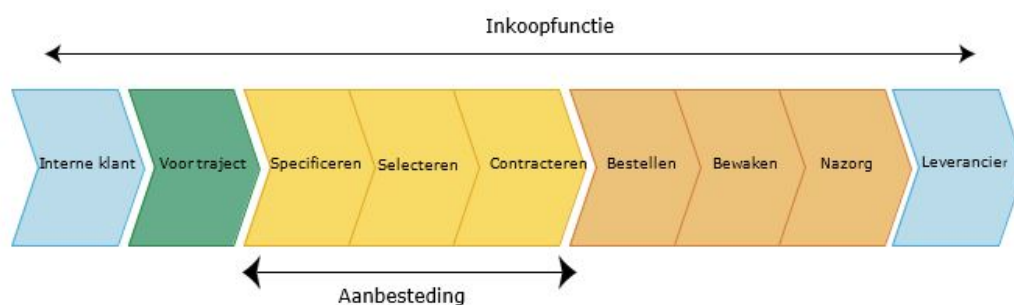 Inkoopfunctie
Interne klant
Voor traject
Specificeren
Selecteren
Contracteren
Bestellen
Bewaken
Nazorg
Leverancier
Aanbesteding